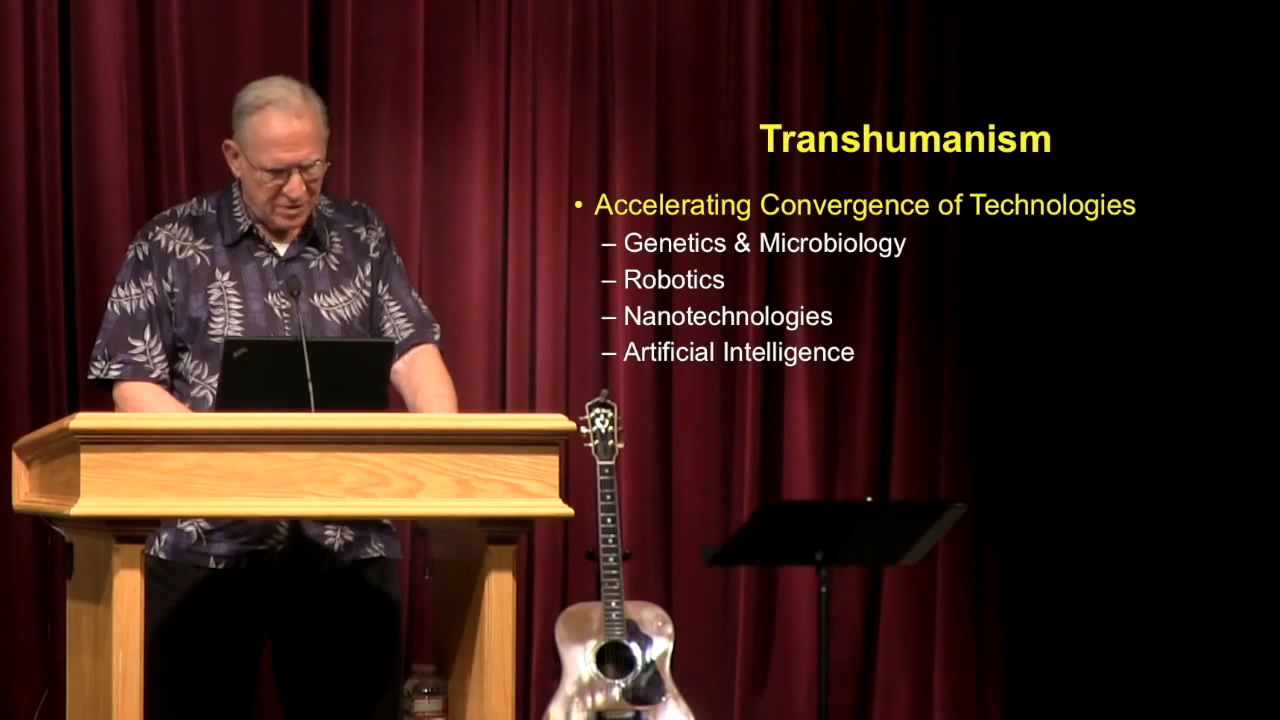 Transhumanism
• Accelerating Convergence of Technologies
– Genetics & Microbiology
– Robotics
– Nanotechnologies
– Artificial Intelligence